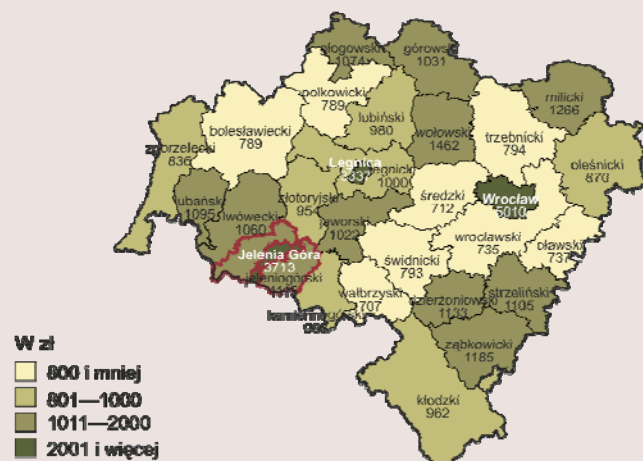 głogowski
1074
górowski
1031
milicki
1266
polkowicki
789
lubiński
980
wołowski
1462
trzebnicki
794
oleśnicki
870
zgorzelecki
836
bolesławiecki
789
Legnica
legnicki
1000
lubański
1095
lwówecki
1060
złotoryjski
954
jaworski
1022
średzki
712
Wrocław
wrocławski
735
oławski
737
Jelenia Góra
3713
jeleniogórski
świdnicki
793
wałbrzyski
707
dzierżoniowski
1133
strzeliński
1105
ząbkowicki
1185
kłodzki
962
W zł
800 i mniej
801—1000
1011—2000
2001 i więcej